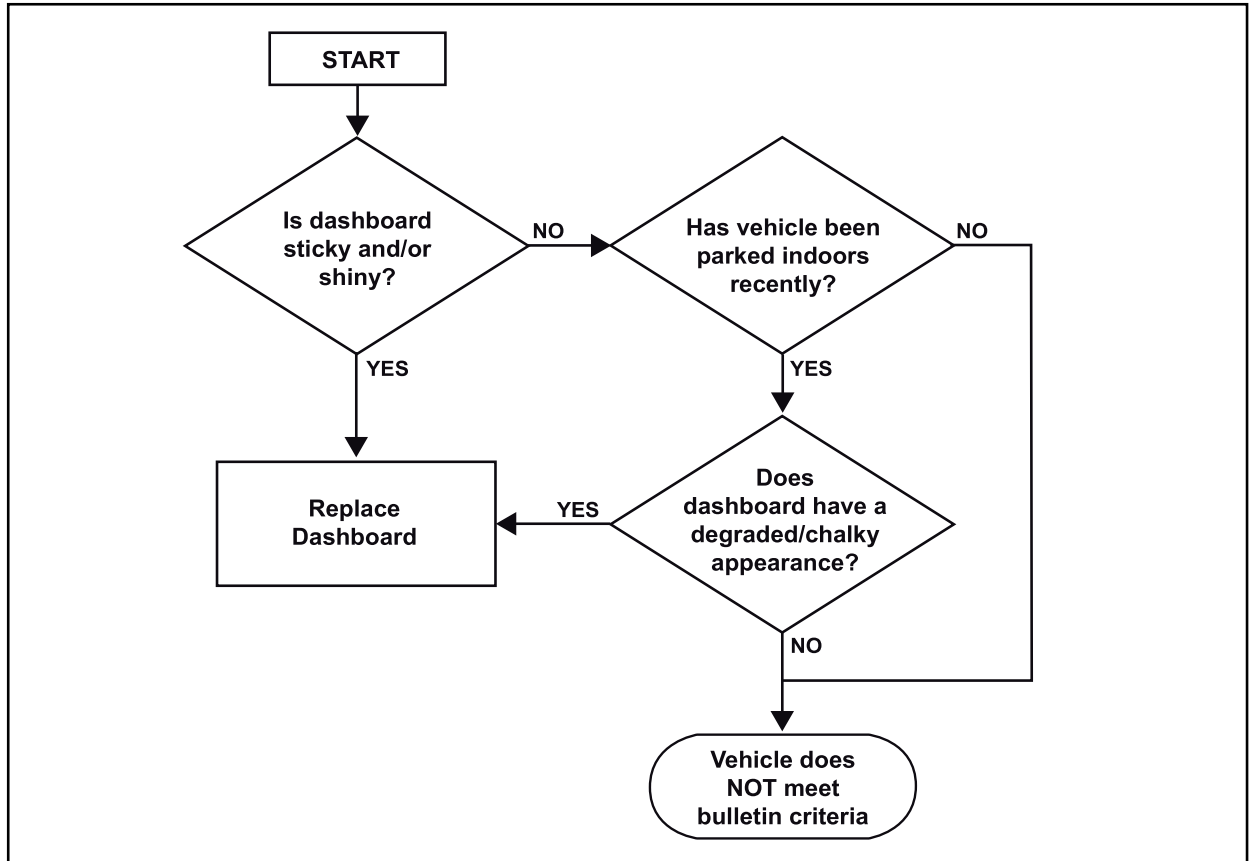 START
Is dashboard
sticky and/or
shiny?
NO
Has vehicle been
parked indoors
recently?
NO
YES
YES
Does
dashboard have a
degraded/chalky
appearance?
YES
Replace
Dashboard
NO
Vehicle does
NOT meet
bulletin criteria